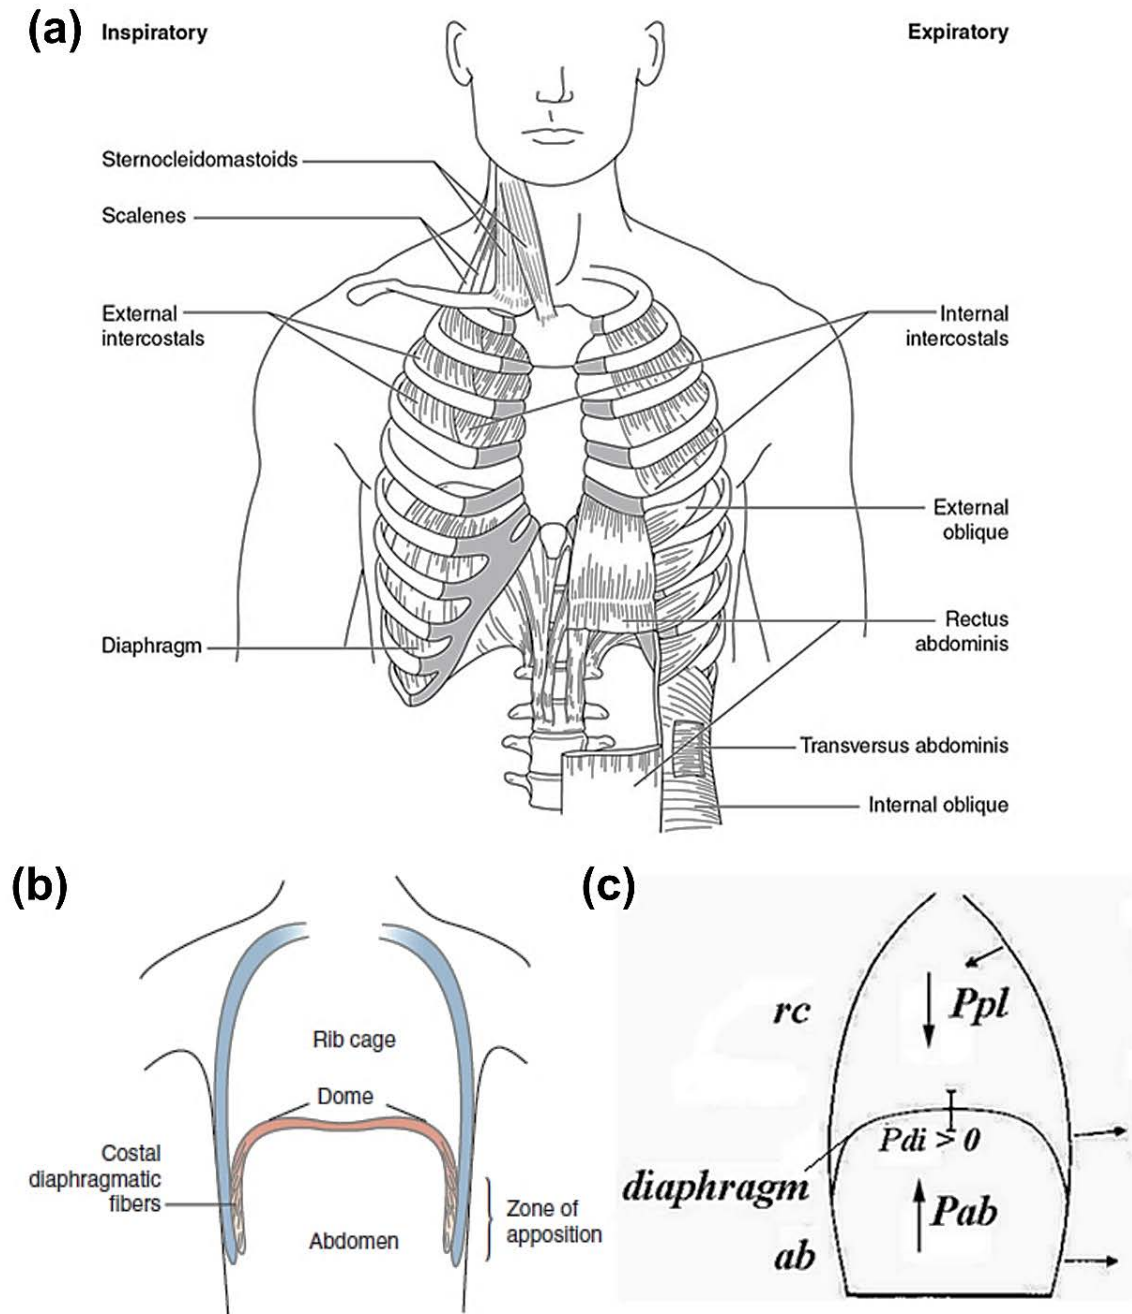 (a)
Inspiratory
Expiratory
Sternocleidomastoids
Scalenes
External
intercostals
Internal
intercostals
External
oblique
Diaphragm
Rectus
abdominis
Transversus abdominis
Internal oblique
(b)
Rib cage
Dome
Costal
diaphragmatic
fibers
Zone of
apposition
Abdomen
(c)
rc
Ppl
Pdi > 0
diaphragm
Pab
ab